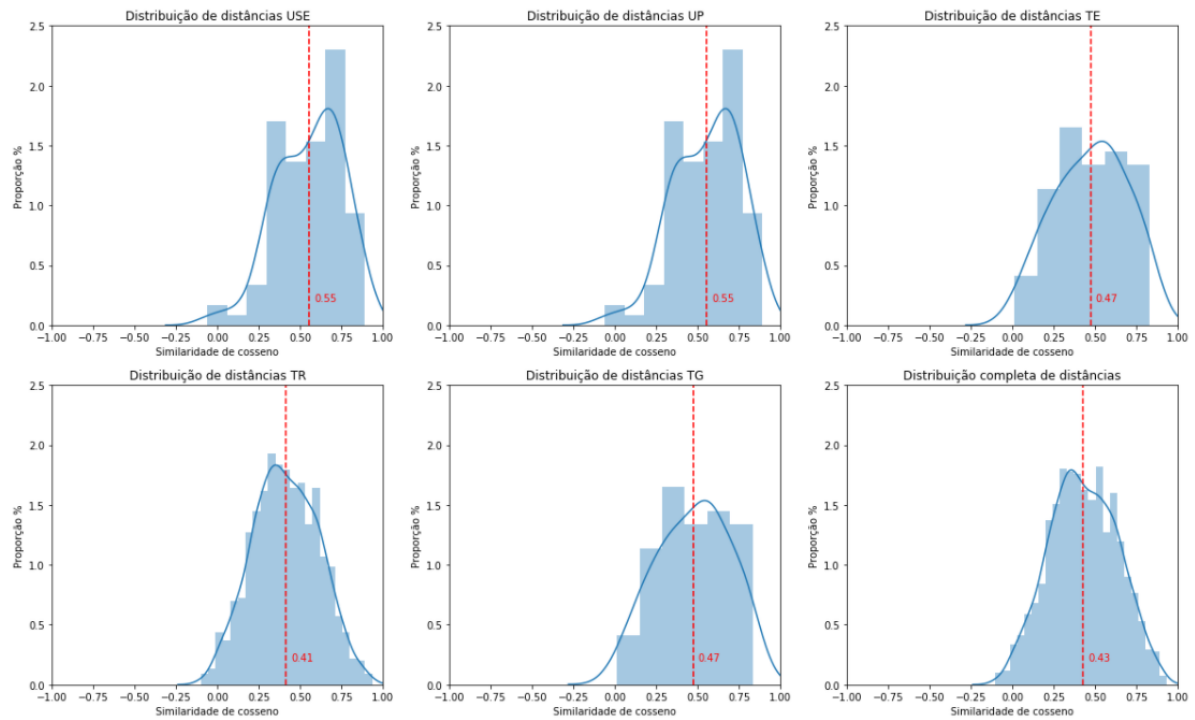 Distribuição de distâncias USE
2.5
2.0
1.5
1.0
0.5
0.0
Proporção %
0.55
−1.00 −0.75 −0.50 −0.25 0.00 0.25 0.50 0.75 1.00
Similaridade de cosseno
Distribuição de distâncias UP
2.5
2.0
1.5
1.0
0.5
0.0
Proporção %
0.55
−1.00 −0.75 −0.50 −0.25 0.00 0.25 0.50 0.75 1.00
Similaridade de cosseno
Distribuição de distâncias TE
2.5
2.0
1.5
1.0
0.5
0.0
Proporção %
0.47
−1.00 −0.75 −0.50 −0.25 0.00 0.25 0.50 0.75 1.00
Similaridade de cosseno
Distribuição de distâncias TR
2.5
2.0
1.5
1.0
0.5
0.0
Proporção %
0.41
−1.00 −0.75 −0.50 −0.25 0.00 0.25 0.50 0.75 1.00
Similaridade de cosseno
Distribuição de distâncias TG
2.5
2.0
1.5
1.0
0.5
0.0
Proporção %
0.47
−1.00 −0.75 −0.50 −0.25 0.00 0.25 0.50 0.75 1.00
Similaridade de cosseno
Distribuição completa de distâncias
2.5
2.0
1.5
1.0
0.5
0.0
Proporção %
0.43
−1.00 −0.75 −0.50 −0.25 0.00 0.25 0.50 0.75 1.00
Similaridade de cosseno